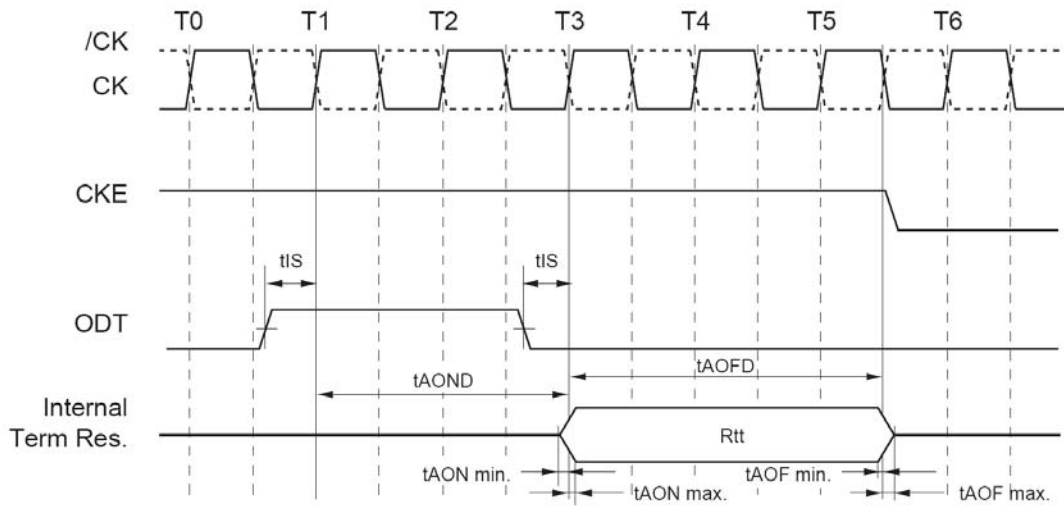 T0 T1 T2 T3 T4 T5 T6
/CK
CK
CKE
tIS tIS
ODT
tAOND tAOFD
Internal
Term Res.
Rtt
tAON min. tAOF min.
tAON max. tAOF max.